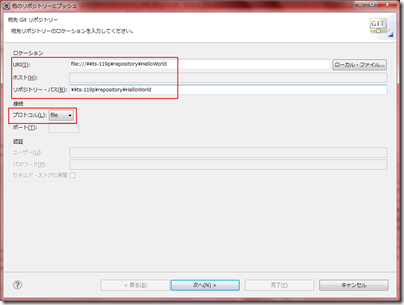 他のリポジトリーにプッシュ
宛先 Git リポジトリー
宛先リポジトリーのロケーションを入力してください。
GIT
ロケーション
URI(I): file:///¥¥ts-119p¥repository¥HelloWorld ローカル・ファイル...
ホスト(H):
リポジトリー・パス(R): ¥¥ts-119p¥repository¥HelloWorld
接続
プロトコル(L): file
ポート(T):
認証
ユーザー(U):
パスワード(P):
セキュア・ストアに保管
? < 戻る(B) 次へ(N) > 完了(F) キャンセル